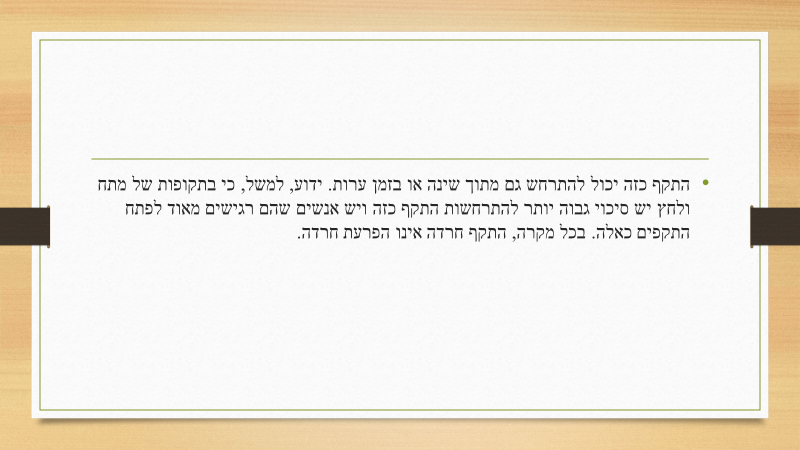 • התקף כזה יכול להתרחש גם מתוך שינה או בזמן ערות. ידוע, למשל, כי בתקופות של מתח
ולחץ יש סיכוי גבוה יותר להתרחשות התקף כזה ויש אנשים שהם רגישים מאוד לפתח
התקפים כאלה. בכל מקרה, התקף חרדה אינו הפרעת חרדה.